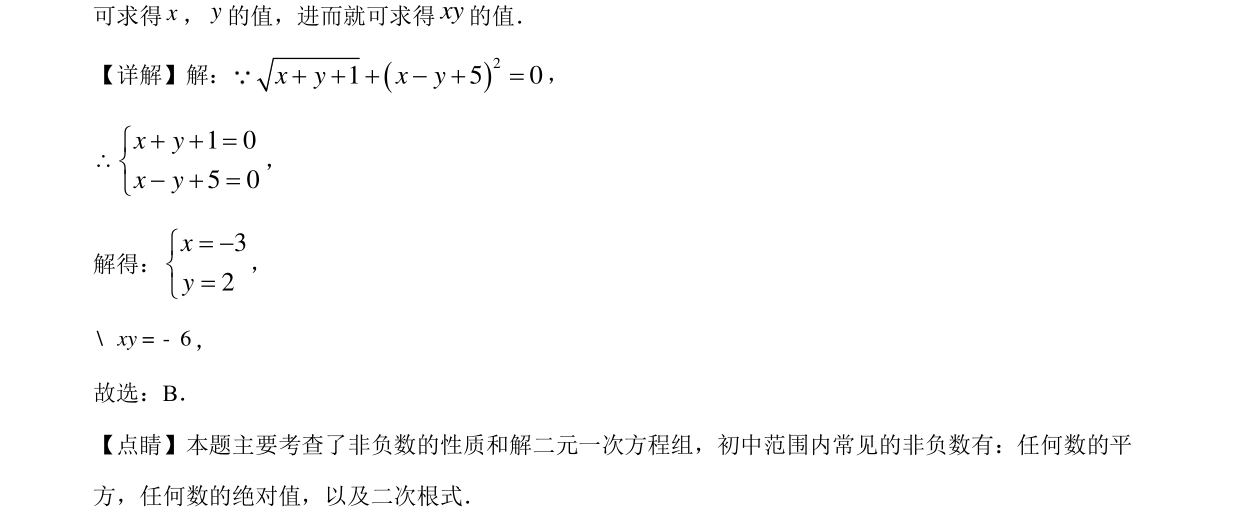 可求得 x，y 的值，进而就可求得 xy 的值．
【详解】解：∵ √(x+y+1)+(x−y+5)²=0，
∴ {x+y+1=0
x−y+5=0，
解得：{x=−3
y=2，
\ xy = - 6，
故选：B．
【点睛】本题主要考查了非负数的性质和解二元一次方程组，初中范围内常见的非负数有：任何数的平
方，任何数的绝对值，以及二次根式．